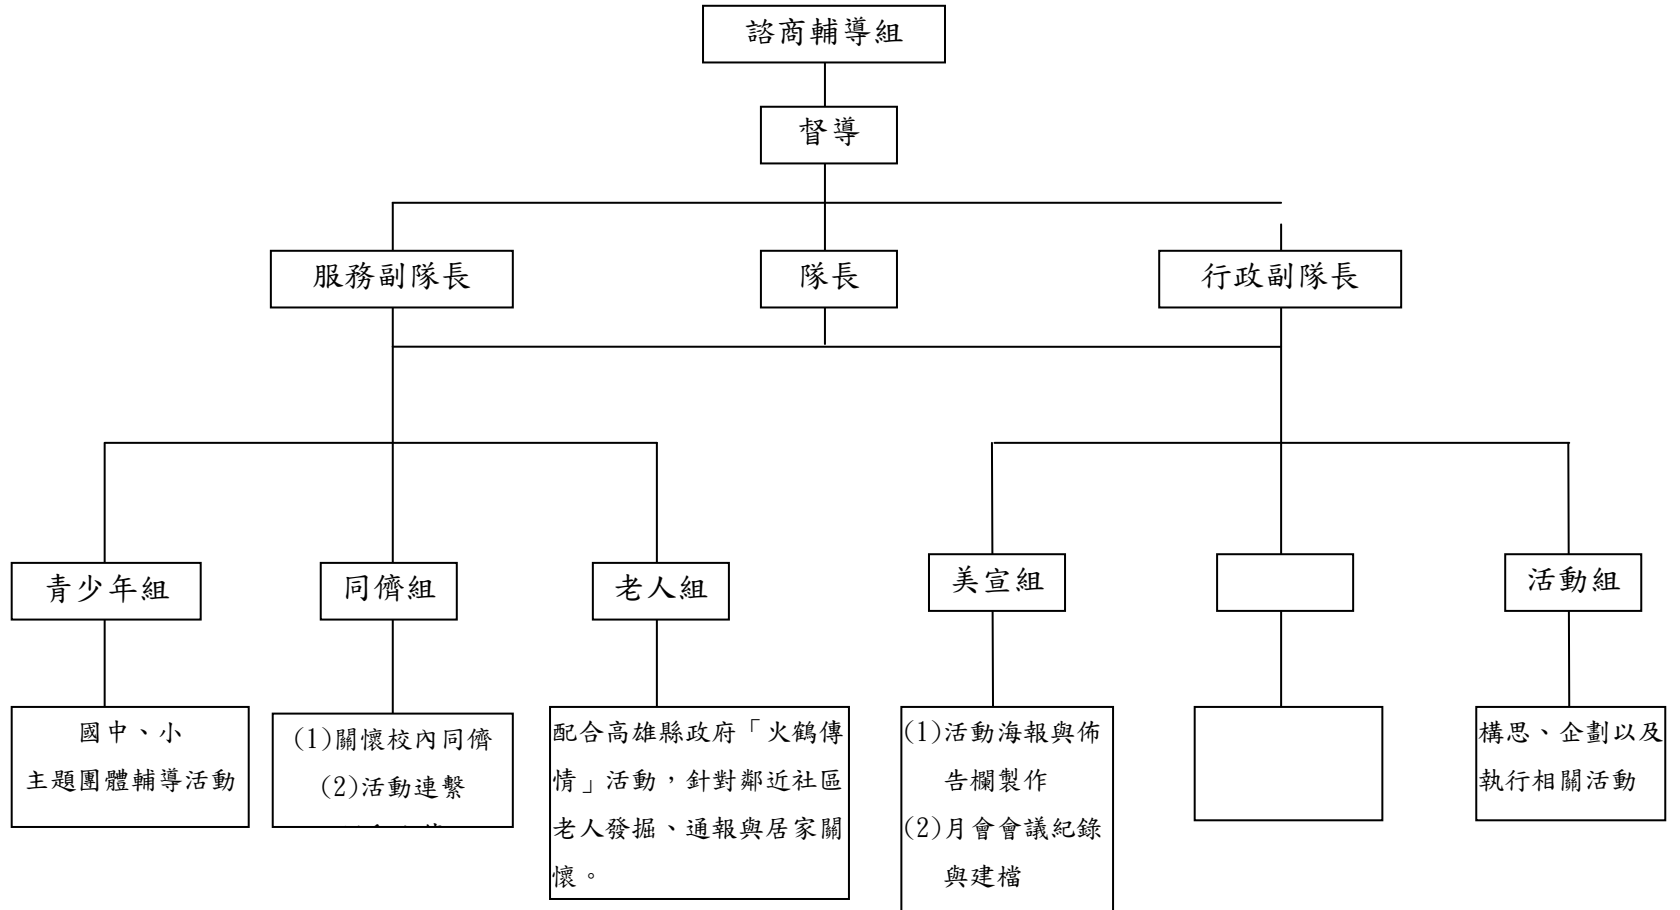 諮商輔導組
督導
服務副隊長
隊長
行政副隊長
青少年組
同儕組
老人組
美宣組
活動組
國中、小
主題團體輔導活動
(1)關懷校內同儕
(2)活動連繫
配合高雄縣政府「火鶴傳
情」活動，針對鄰近社區
老人發掘、通報與居家關
懷。
(1)活動海報與佈
告欄製作
(2)月會會議紀錄
與建檔
構思、企劃以及
執行相關活動